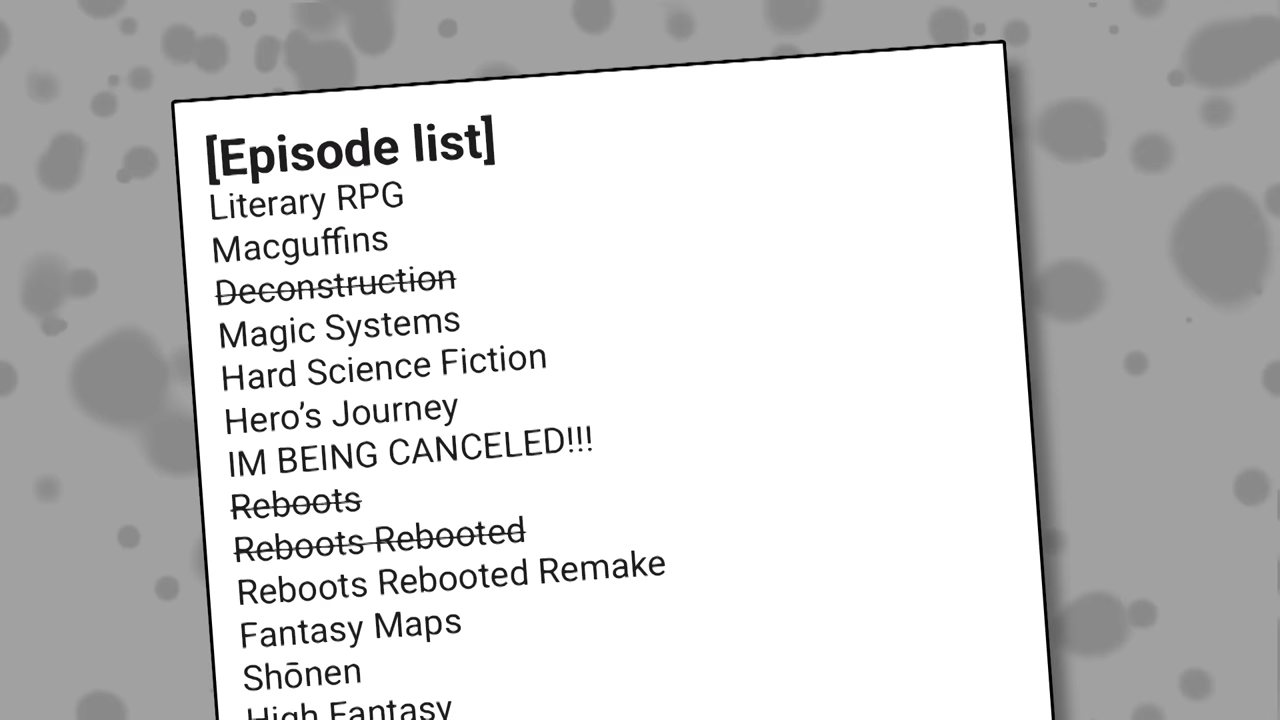 [Episode list]
Literary RPG
Macguffins
Deconstruction
Magic Systems
Hard Science Fiction
Hero’s Journey
IM BEING CANCELED!!!
Reboots
Reboots Rebooted
Reboots Rebooted Remake
Fantasy Maps
Shōnen
High Fantasy